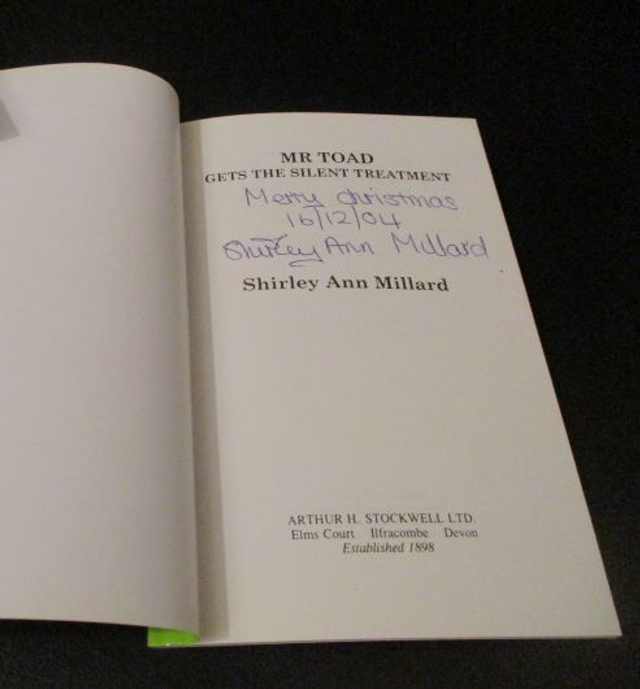 MR TOAD
GETS THE SILENT TREATMENT
Merry christmas
16/12/04
Shirley Ann Millard
Shirley Ann Millard
ARTHUR H. STOCKWELL LTD.
Elms Court Ilfracombe Devon
Established 1898